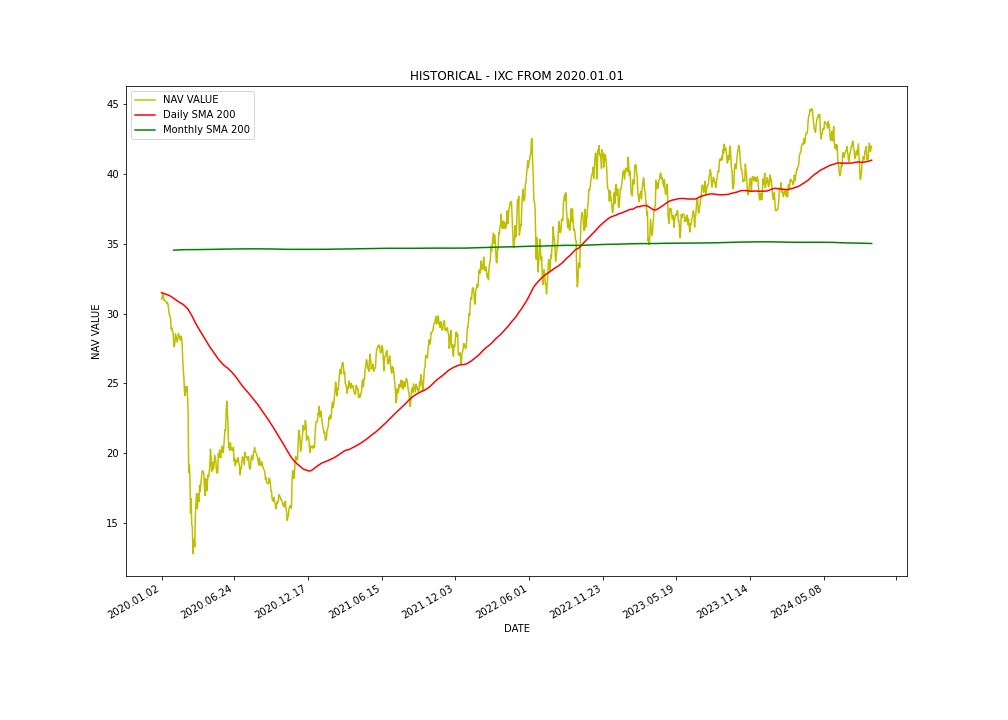 HISTORICAL - IXC FROM 2020.01.01
NAV VALUE
Daily SMA 200
Monthly SMA 200
NAV VALUE
45
40
35
30
25
20
15
2020.01.02
2020.06.24
2020.12.17
2021.06.15
2021.12.03
2022.06.01
2022.11.23
2023.05.19
2023.11.14
2024.05.08
DATE